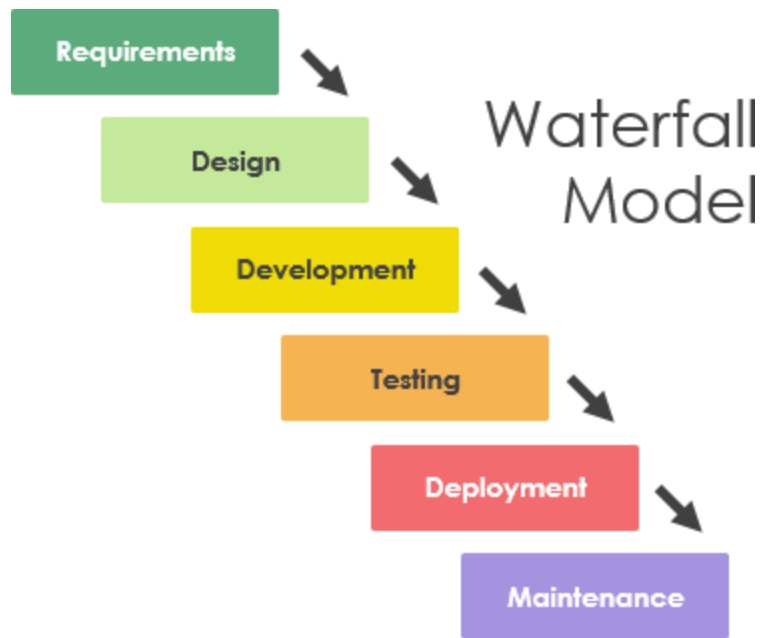 Requirements
Waterfall
Model
Design
Development
Testing
Deployment
Maintenance